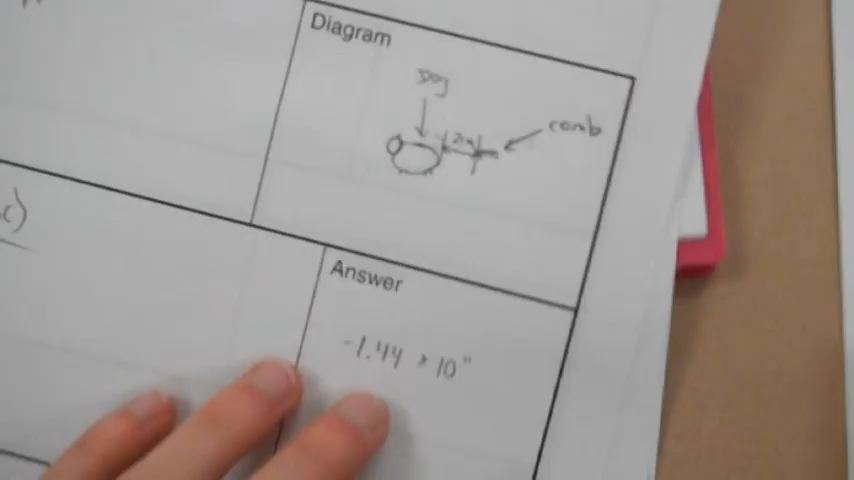 Diagram
Dog
comb
c)
Answer
-1.44 × 10"